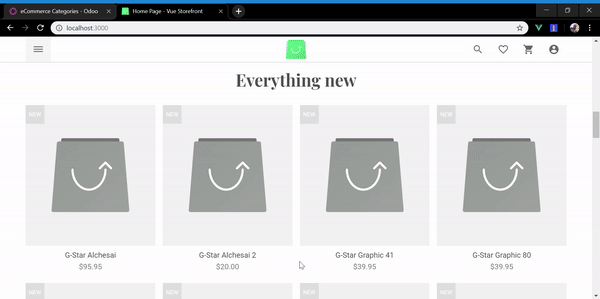 eCommerce Categories - Odoo
Home Page - Vue Storefront
localhost:3000
Everything new
NEW NEW NEW NEW
G-Star Alchesai G-Star Alchesai 2 G-Star Graphic 41 G-Star Graphic 80
$95.95 $20.00 $39.95 $39.95
NEW NEW NEW NEW